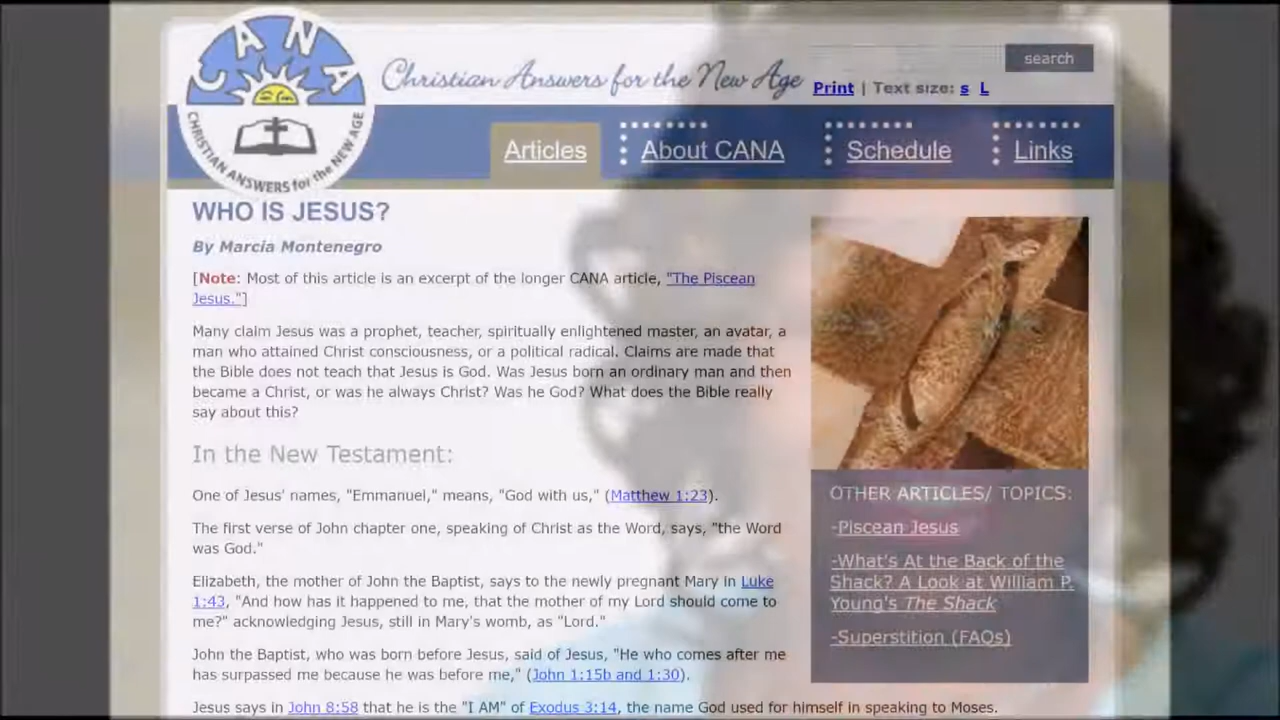 CANA
CHRISTIAN ANSWERS for the NEW AGE
Christian Answers for the New Age
search
Print | Text size: s L
Articles
About CANA
Schedule
Links
WHO IS JESUS?
By Marcia Montenegro
[Note: Most of this article is an excerpt of the longer CANA article, "The Piscean
Jesus."]
Many claim Jesus was a prophet, teacher, spiritually enlightened master, an avatar, a
man who attained Christ consciousness, or a political radical. Claims are made that
the Bible does not teach that Jesus is God. Was Jesus born an ordinary man and then
became a Christ, or was he always Christ? Was he God? What does the Bible really
say about this?
In the New Testament:
One of Jesus' names, "Emmanuel," means, "God with us," (Matthew 1:23).
The first verse of John chapter one, speaking of Christ as the Word, says, "the Word
was God."
Elizabeth, the mother of John the Baptist, says to the newly pregnant Mary in Luke
1:43, "And how has it happened to me, that the mother of my Lord should come to
me?" acknowledging Jesus, still in Mary's womb, as "Lord."
John the Baptist, who was born before Jesus, said of Jesus, "He who comes after me
has surpassed me because he was before me," (John 1:15b and 1:30).
Jesus says in John 8:58 that he is the "I AM" of Exodus 3:14, the name God used for himself in speaking to Moses.
OTHER ARTICLES/ TOPICS:
-Piscean Jesus
-What's At the Back of the
Shack? A Look at William P.
Young's The Shack
-Superstition (FAQs)